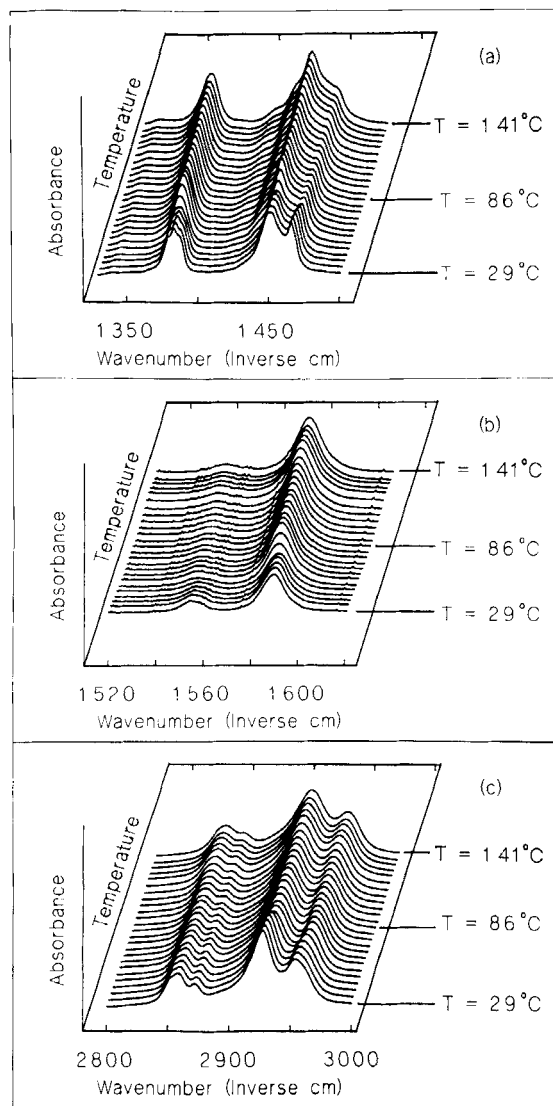 (a)
Temperature
Absorbance
T = 141°C
T = 86°C
T = 29°C
1350 1450
Wavenumber (Inverse cm)
(b)
Temperature
Absorbance
T = 141°C
T = 86°C
T = 29°C
1520 1560 1600
Wavenumber (Inverse cm)
(c)
Temperature
Absorbance
T = 141°C
T = 86°C
T = 29°C
2800 2900 3000
Wavenumber (Inverse cm)